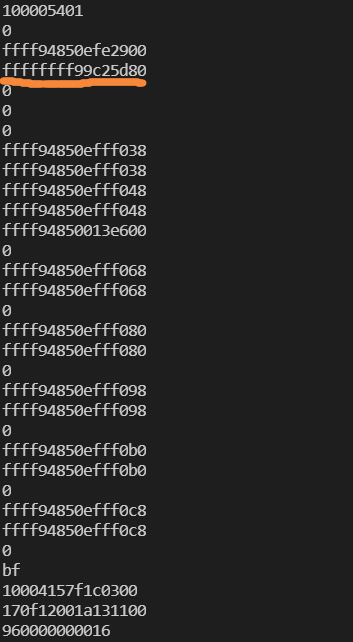 100005401
0
ffff94850efe2900
ffffffff99c25d80
0
0
0
ffff94850efff038
ffff94850efff038
ffff94850efff048
ffff94850efff048
ffff94850013e600
0
ffff94850efff068
ffff94850efff068
0
ffff94850efff080
ffff94850efff080
0
ffff94850efff098
ffff94850efff098
0
ffff94850efff0b0
ffff94850efff0b0
0
ffff94850efff0c8
ffff94850efff0c8
0
bf
10004157f1c0300
170f12001a131100
960000000016